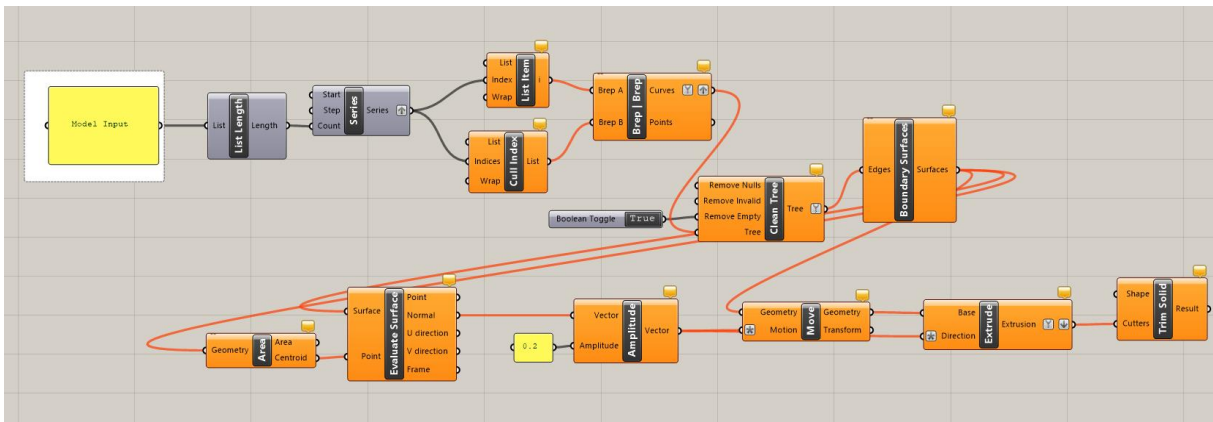 Model Input
List
List Length
Length
Start
Step
Count
Series
Series
List
Index
Wrap
List Item
i
List
Indices
Wrap
Cull Index
List
Brep A
Brep B
Brep | Brep
Curves
Points
Boolean Toggle
True
Remove Nulls
Remove Invalid
Remove Empty
Tree
Clean Tree
Tree
Edges
Boundary Surfaces
Surfaces
Geometry
Area
Area
Centroid
Surface
Point
Evaluate Surface
Point
Normal
U direction
V direction
Frame
0.2
Vector
Amplitude
Amplitude
Vector
Geometry
Motion
Move
Geometry
Transform
Base
Direction
Extrude
Extrusion
Shape
Cutters
Trim Solid
Result